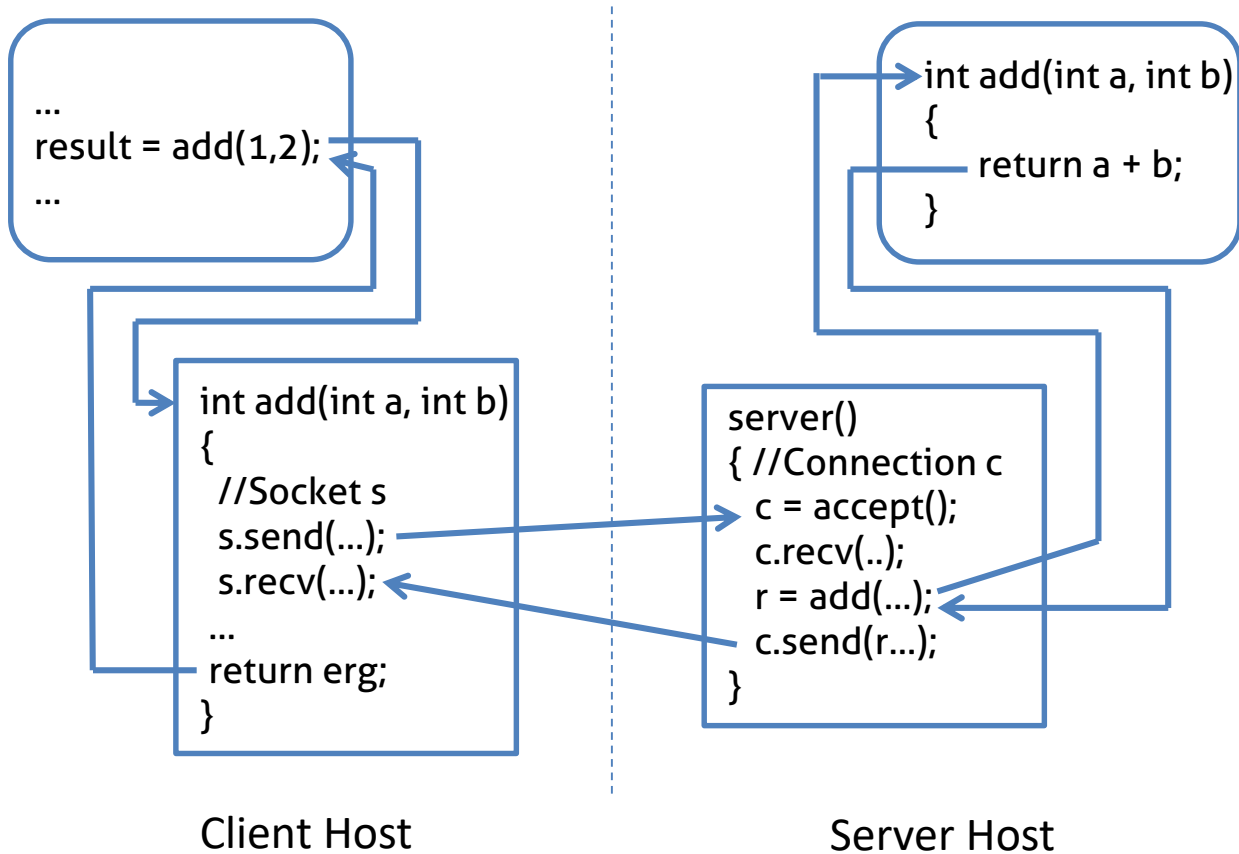 ...
result = add(1,2);
...
int add(int a, int b)
{
//Socket s
s.send(...);
s.recv(...);
...
return erg;
}
Client Host
int add(int a, int b)
{
return a + b;
}
server()
{ //Connection c
c = accept();
c.recv(..);
r = add(...);
c.send(r...);
}
Server Host